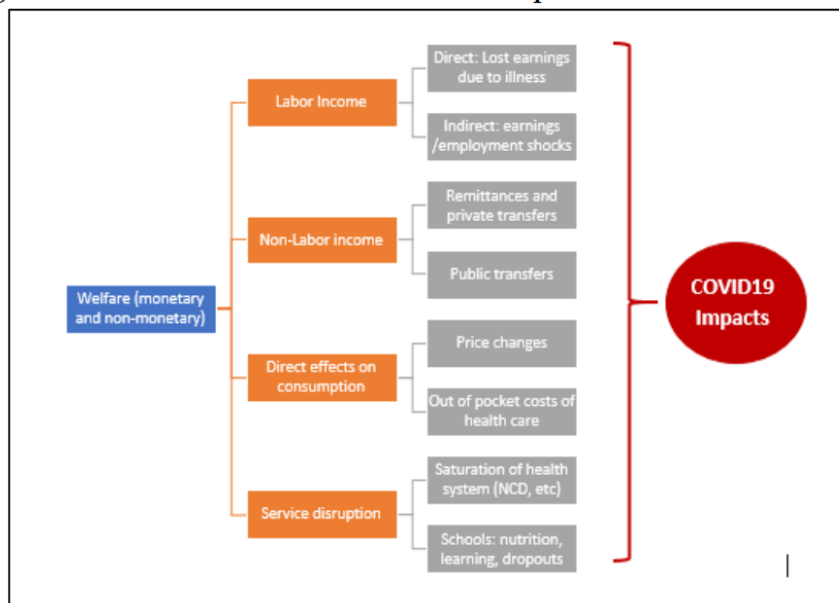 Welfare (monetary
and non-monetary)
Labor Income
Direct: Lost earnings
due to illness
Indirect: earnings
/employment shocks
Non-Labor income
Remittances and
private transfers
Public transfers
Direct effects on
consumption
Price changes
Out of pocket costs of
health care
Service disruption
Saturation of health
system (NCD, etc)
Schools: nutrition,
learning, dropouts
COVID19
Impacts